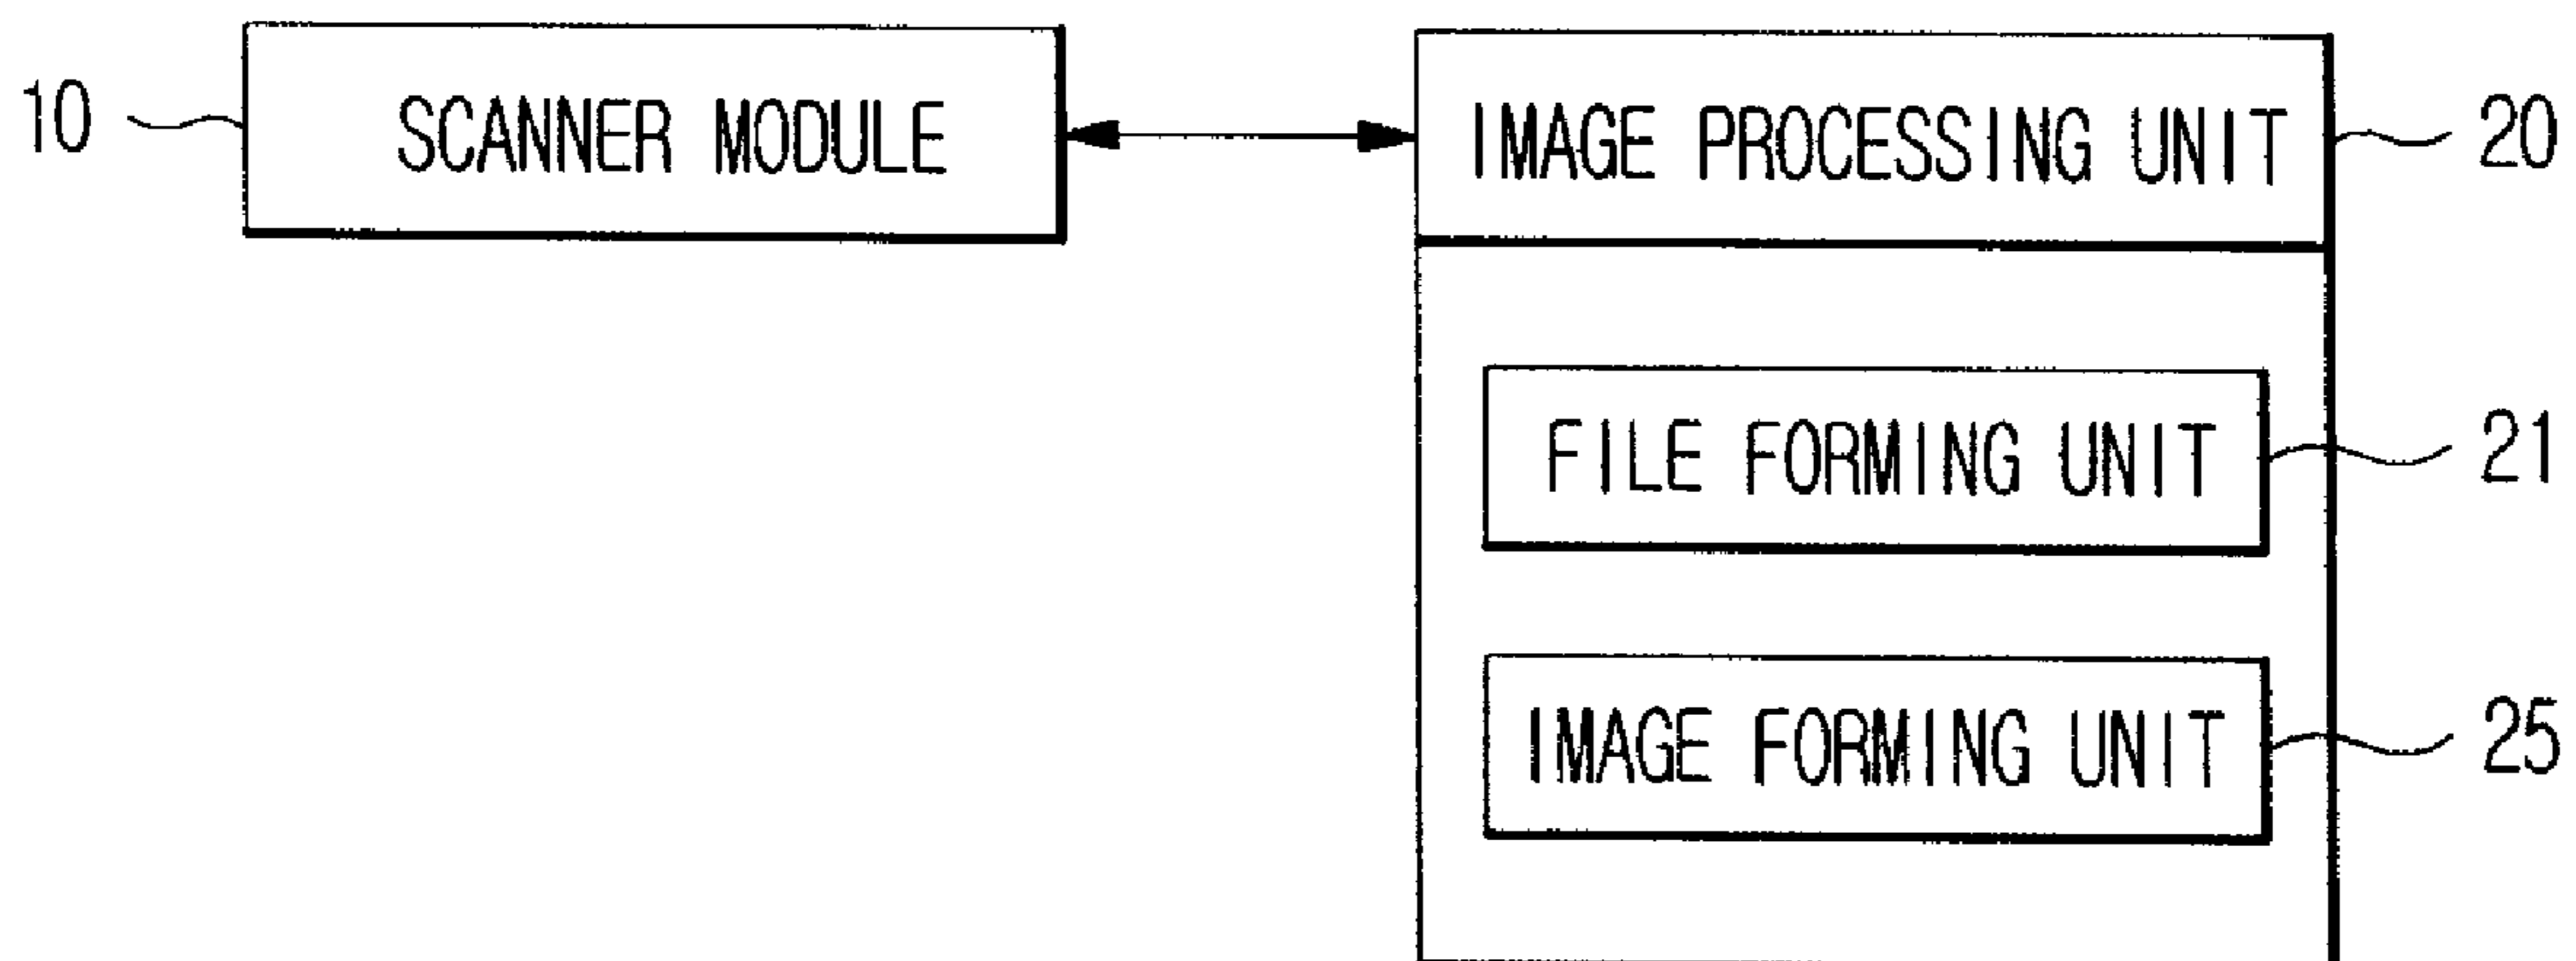 10 SCANNER MODULE IMAGE PROCESSING UNIT 20
FILE FORMING UNIT 21
IMAGE FORMING UNIT 25